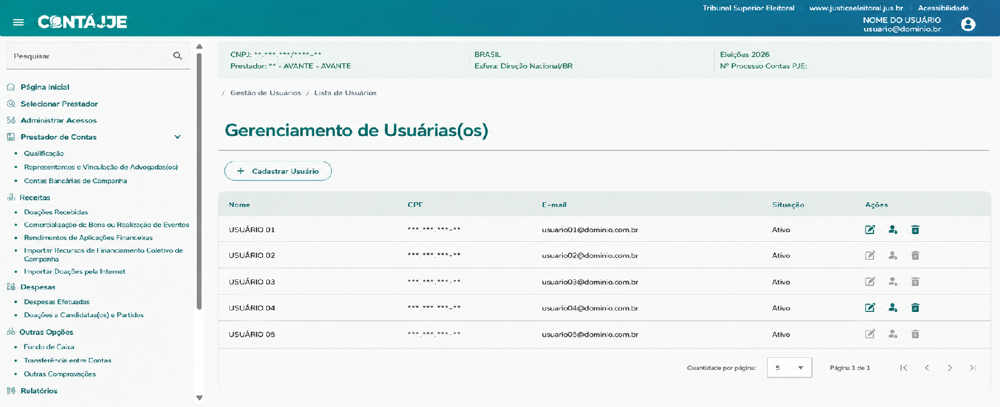 Tribunal Superior Eleitoral www.justicaeleitoral.jus.br Acessibilidade
CONTÁJJE
NOME DO USUÁRIO
usuario@dominio.br
Pesquisar
Página Inicial
Selecionar Prestador
Administrar Acessos
Prestador de Contas
Qualificação
Representantes e Vinculação de Advogadas(os)
Contas Bancárias de Campanha
Receitas
Doações Recebidas
Comercialização de Bens ou Realização de Eventos
Rendimentos de Aplicações Financeiras
Importar Recursos de Financiamento Coletivo de
Campanha
Importar Doações pela Internet
Despesas
Despesas Efetuadas
Doações a Candidatas(os) e Partidos
Outras Opções
Fundo de Caixa
Transferência entre Contas
Outras Comprovações
Relatórios
CNPJ: **.***.***/****-**
Prestador: ** - AVANTE - AVANTE
BRASIL
Esfera: Direção Nacional/BR
Eleições 2026
Nº Processo Contas PJE:
/ Gestão de Usuários / Lista de Usuários
Gerenciamento de Usuárias(os)
+ Cadastrar Usuário
Nome CPF E-mail Situação Ações
USUÁRIO 01 ***.***.***-** usuario01@dominio.com.br Ativo
USUÁRIO 02 ***.***.***-** usuario02@dominio.com.br Ativo
USUÁRIO 03 ***.***.***-** usuario03@dominio.com.br Ativo
USUÁRIO 04 ***.***.***-** usuario04@dominio.com.br Ativo
USUÁRIO 05 ***.***.***-** usuario05@dominio.com.br Ativo
Quantidade por página: 5 Página 1 de 1